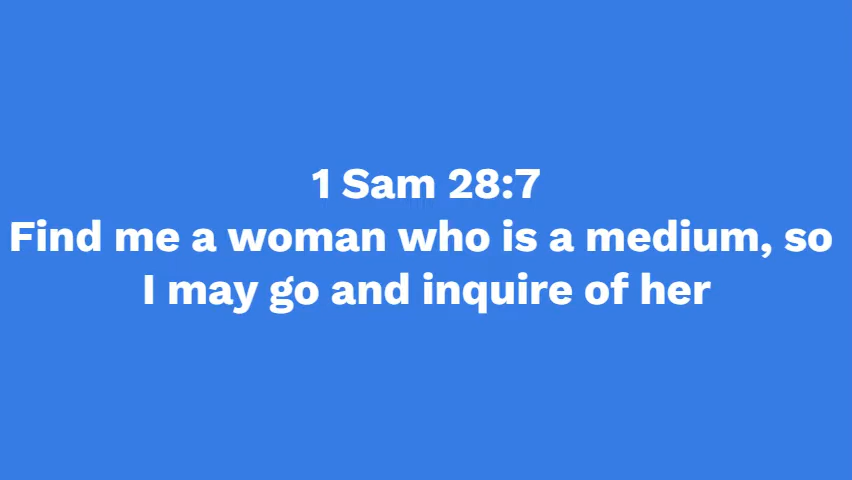 1 Sam 28:7
Find me a woman who is a medium, so
I may go and inquire of her